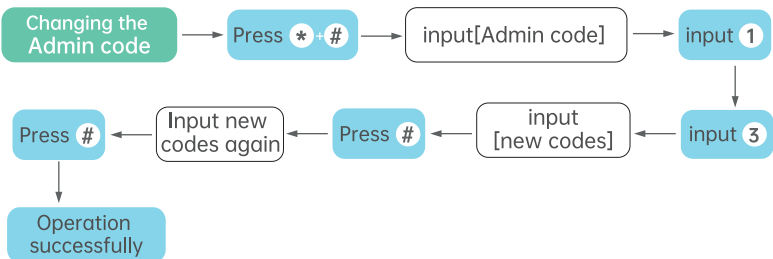 Changing the
Admin code
Press * + #
input[Admin code]
input 1
input 3
input
[new codes]
Press #
Input new
codes again
Press #
Operation
successfully